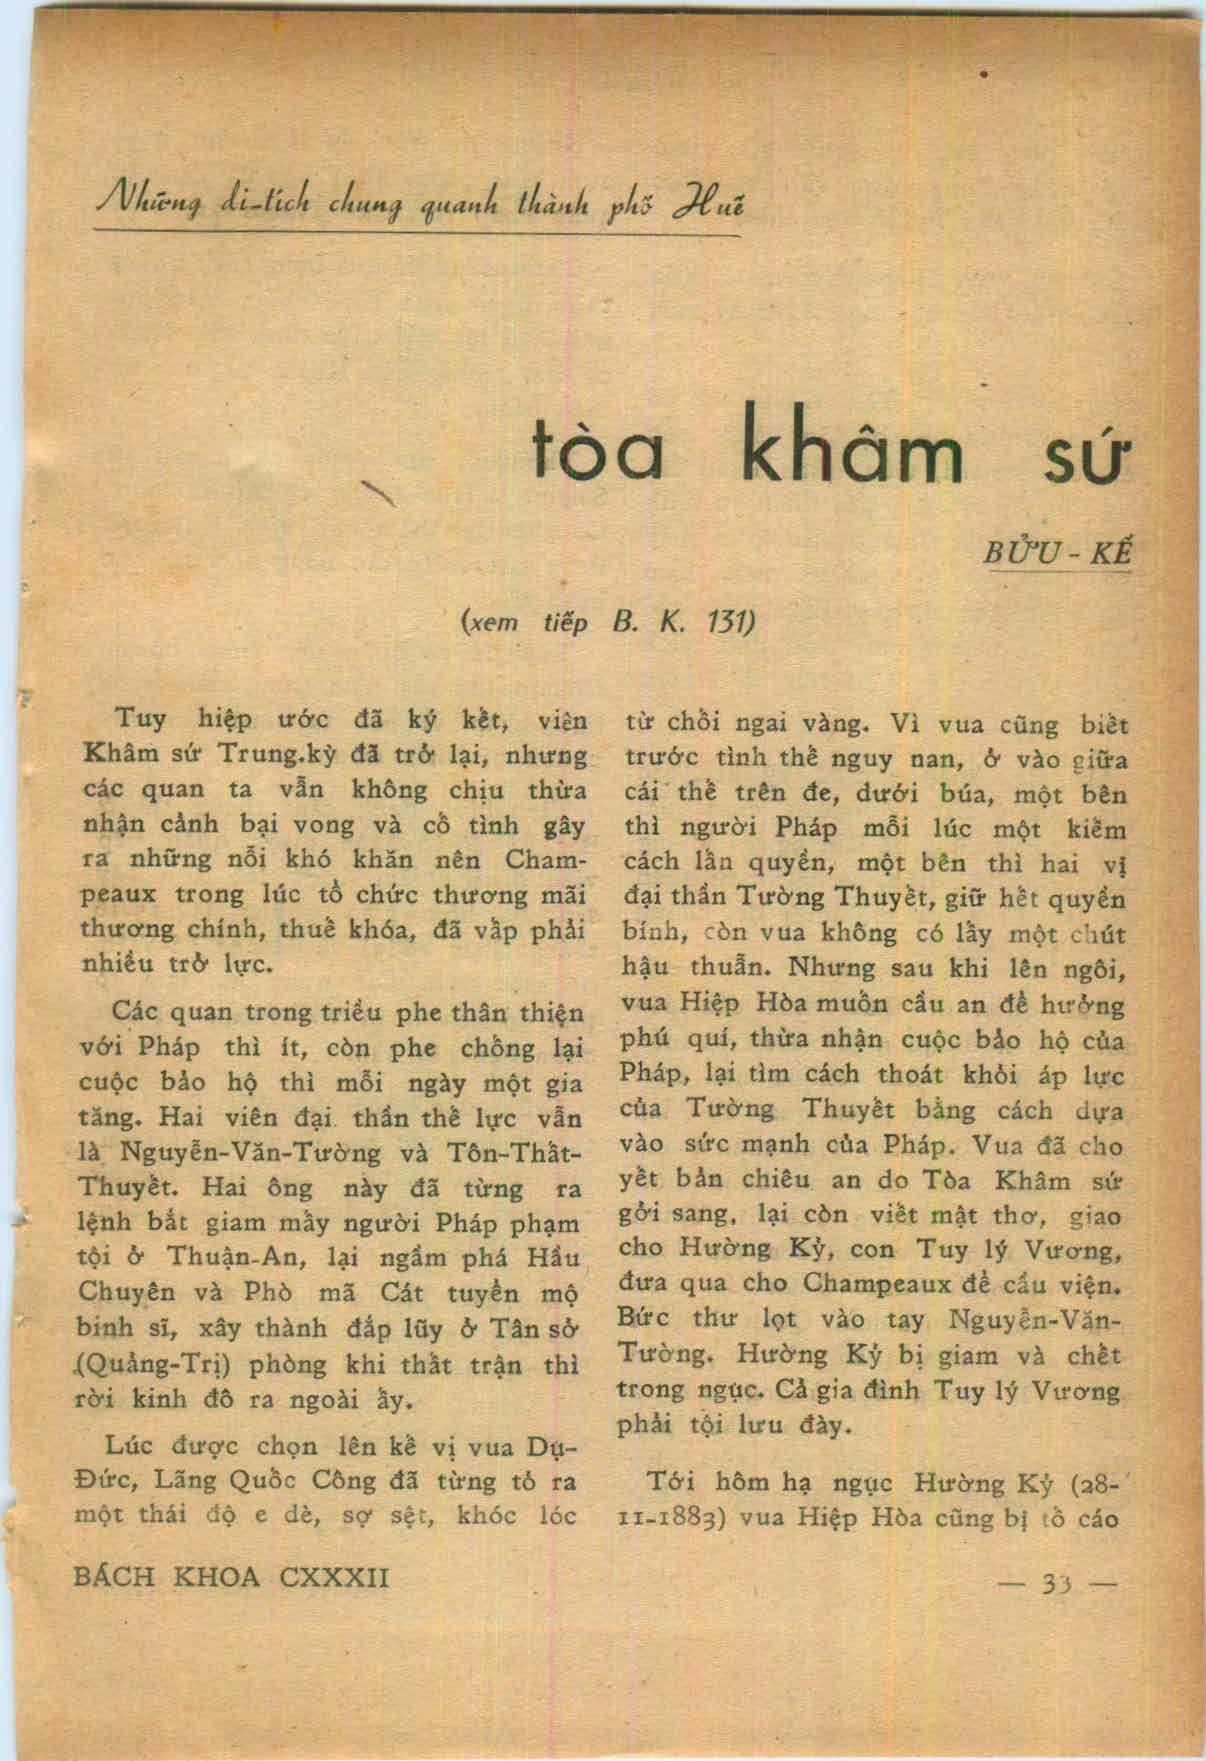 Những di-tích chung quanh thành phố Huế
tòa khâm sứ
BỬU - KẾ
(xem tiếp B. K. 131)
Tuy hiệp ước đã ký kết, viên
Khâm sứ Trung.kỳ đã trở lại, nhưng
các quan ta vẫn không chịu thừa
nhận cảnh bại vong và cố tình gây
ra những nỗi khó khăn nên Cham-
peaux trong lúc tổ chức thương mãi
thương chính, thuế khóa, đã vấp phải
nhiều trở lực.
Các quan trong triều phe thân thiện
với Pháp thì ít, còn phe chống lại
cuộc bảo hộ thì mỗi ngày một gia
tăng. Hai viên đại thần thế lực vẫn
là Nguyễn-Văn-Tường và Tôn-Thất-
Thuyết. Hai ông này đã từng ra
lệnh bắt giam mấy người Pháp phạm
tội ở Thuận-An, lại ngầm phá Hầu
Chuyên và Phò mã Cát tuyển mộ
binh sĩ, xây thành đắp lũy ở Tân sở
(Quảng-Trị) phòng khi thất trận thì
rời kinh đô ra ngoài ấy.
Lúc được chọn lên kế vị vua Dụ-
Đức, Lãng Quốc Công đã từng tỏ ra
một thái độ e dè, sợ sệt, khóc lóc
từ chối ngai vàng. Vì vua cũng biết
trước tình thế nguy nan, ở vào giữa
cái thế trên đe, dưới búa, một bên
thì người Pháp mỗi lúc một kiếm
cách lấn quyền, một bên thì hai vị
đại thần Tường Thuyết, giữ hết quyền
bính, còn vua không có lấy một chút
hậu thuẫn. Nhưng sau khi lên ngôi,
vua Hiệp Hòa muốn cầu an để hưởng
phú quí, thừa nhận cuộc bảo hộ của
Pháp, lại tìm cách thoát khỏi áp lực
của Tường Thuyết bằng cách dựa
vào sức mạnh của Pháp. Vua đã cho
yết bản chiêu an do Tòa Khâm sứ
gởi sang, lại còn viết mật thơ, giao
cho Hường Kỷ, con Tuy lý Vương,
đưa qua cho Champeaux để cầu viện.
Bức thư lọt vào tay Nguyễn-Văn-
Tường. Hường Kỷ bị giam và chết
trong ngục. Cả gia đình Tuy lý Vương
phải tội lưu đày.
Tới hôm hạ ngục Hường Kỷ (28-
11-1883) vua Hiệp Hòa cũng bị tố cáo
BÁCH KHOA CXXXII
— 33 —